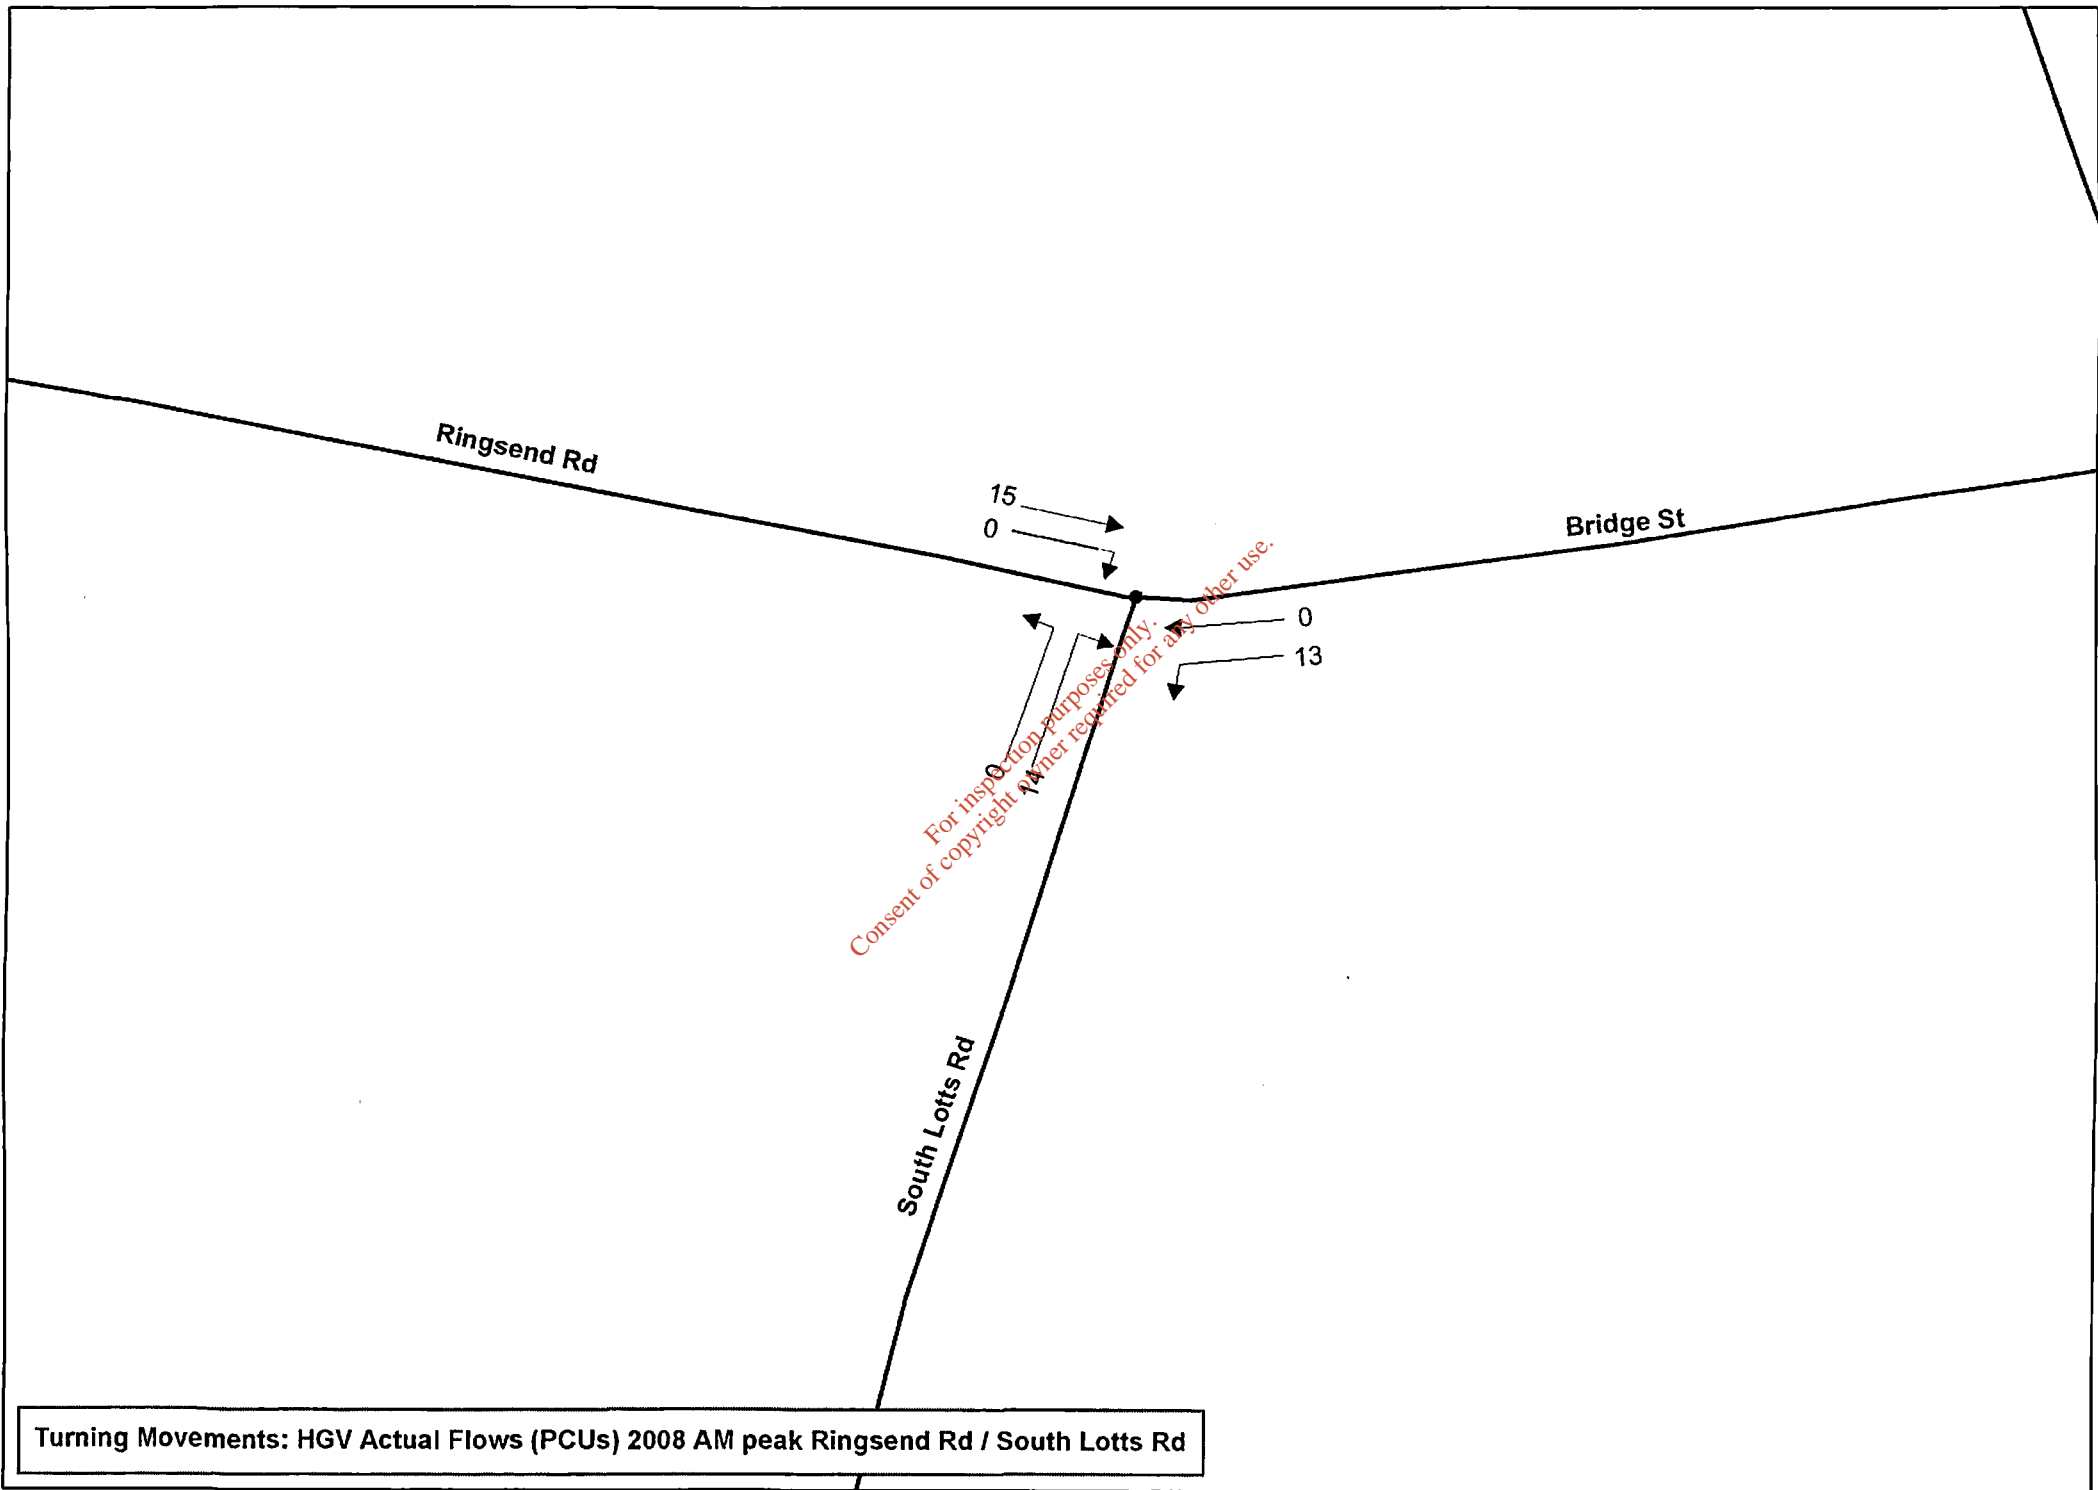 Ringsend Rd
15
0
Bridge St
0
13
0
14
For inspection purposes only.
Consent of copyright owner required for any other use.
South Lotts Rd
Turning Movements: HGV Actual Flows (PCUs) 2008 AM peak Ringsend Rd / South Lotts Rd